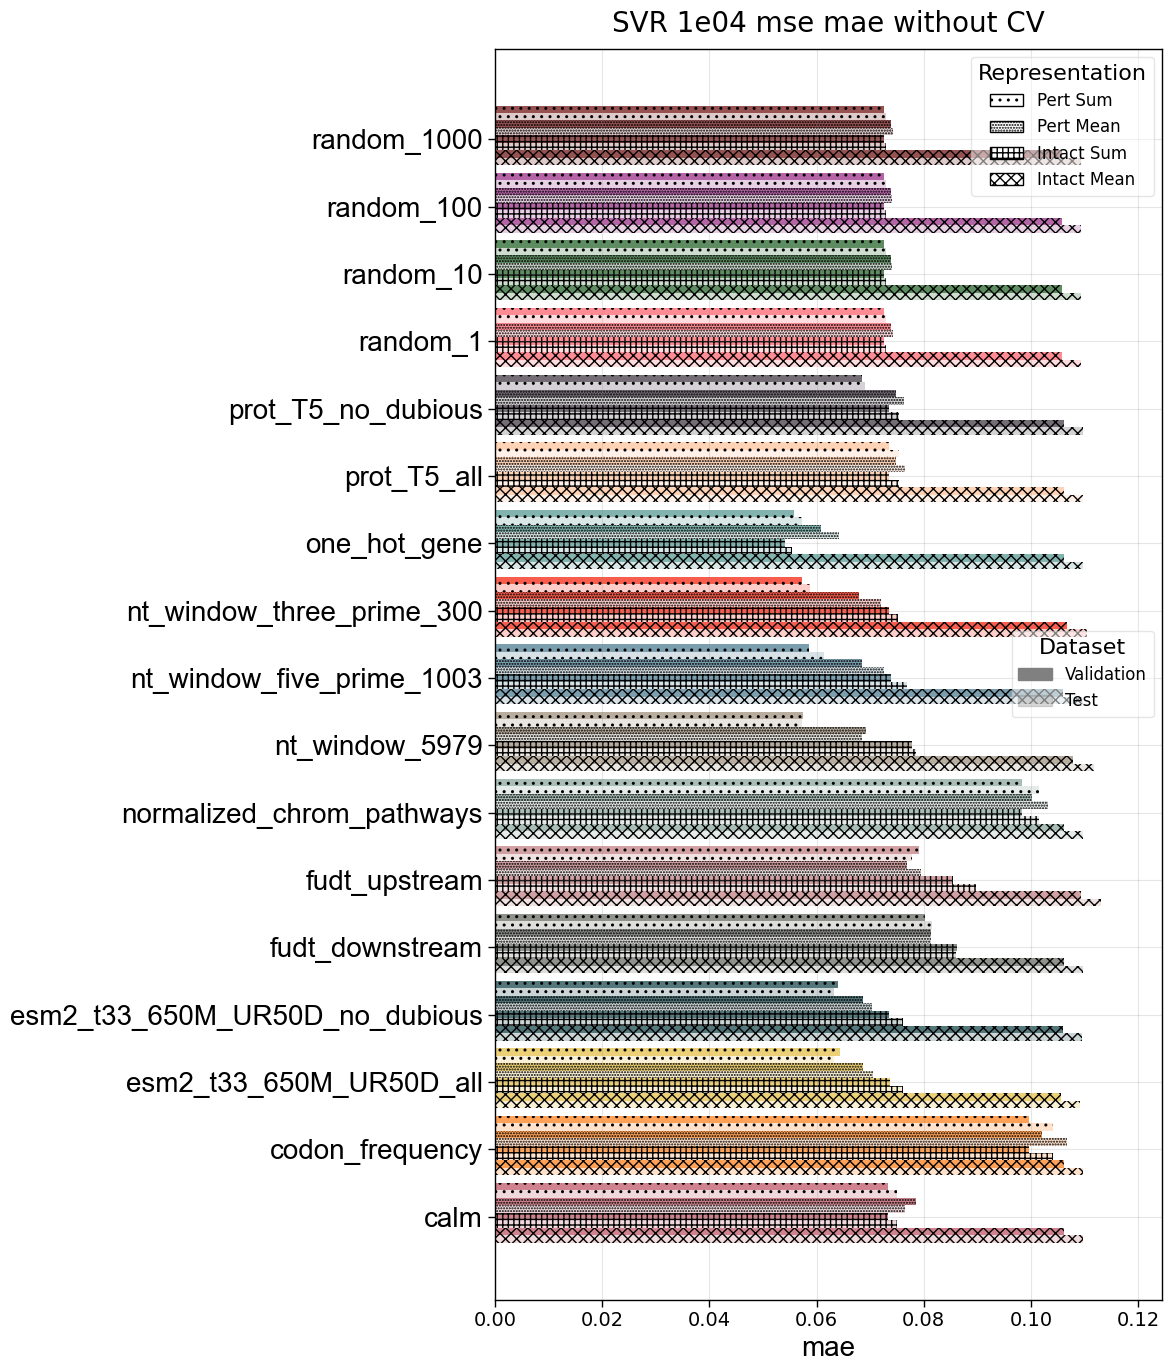 SVR 1e04 mse mae without CV
Representation
Pert Sum
Pert Mean
Intact Sum
Intact Mean
random_1000
random_100
random_10
random_1
prot_T5_no_dubious
prot_T5_all
one_hot_gene
nt_window_three_prime_300
Dataset
Validation
Test
nt_window_five_prime_1003
nt_window_5979
normalized_chrom_pathways
fudt_upstream
fudt_downstream
esm2_t33_650M_UR50D_no_dubious
esm2_t33_650M_UR50D_all
codon_frequency
calm
0.00 0.02 0.04 0.06 0.08 0.10 0.12
mae